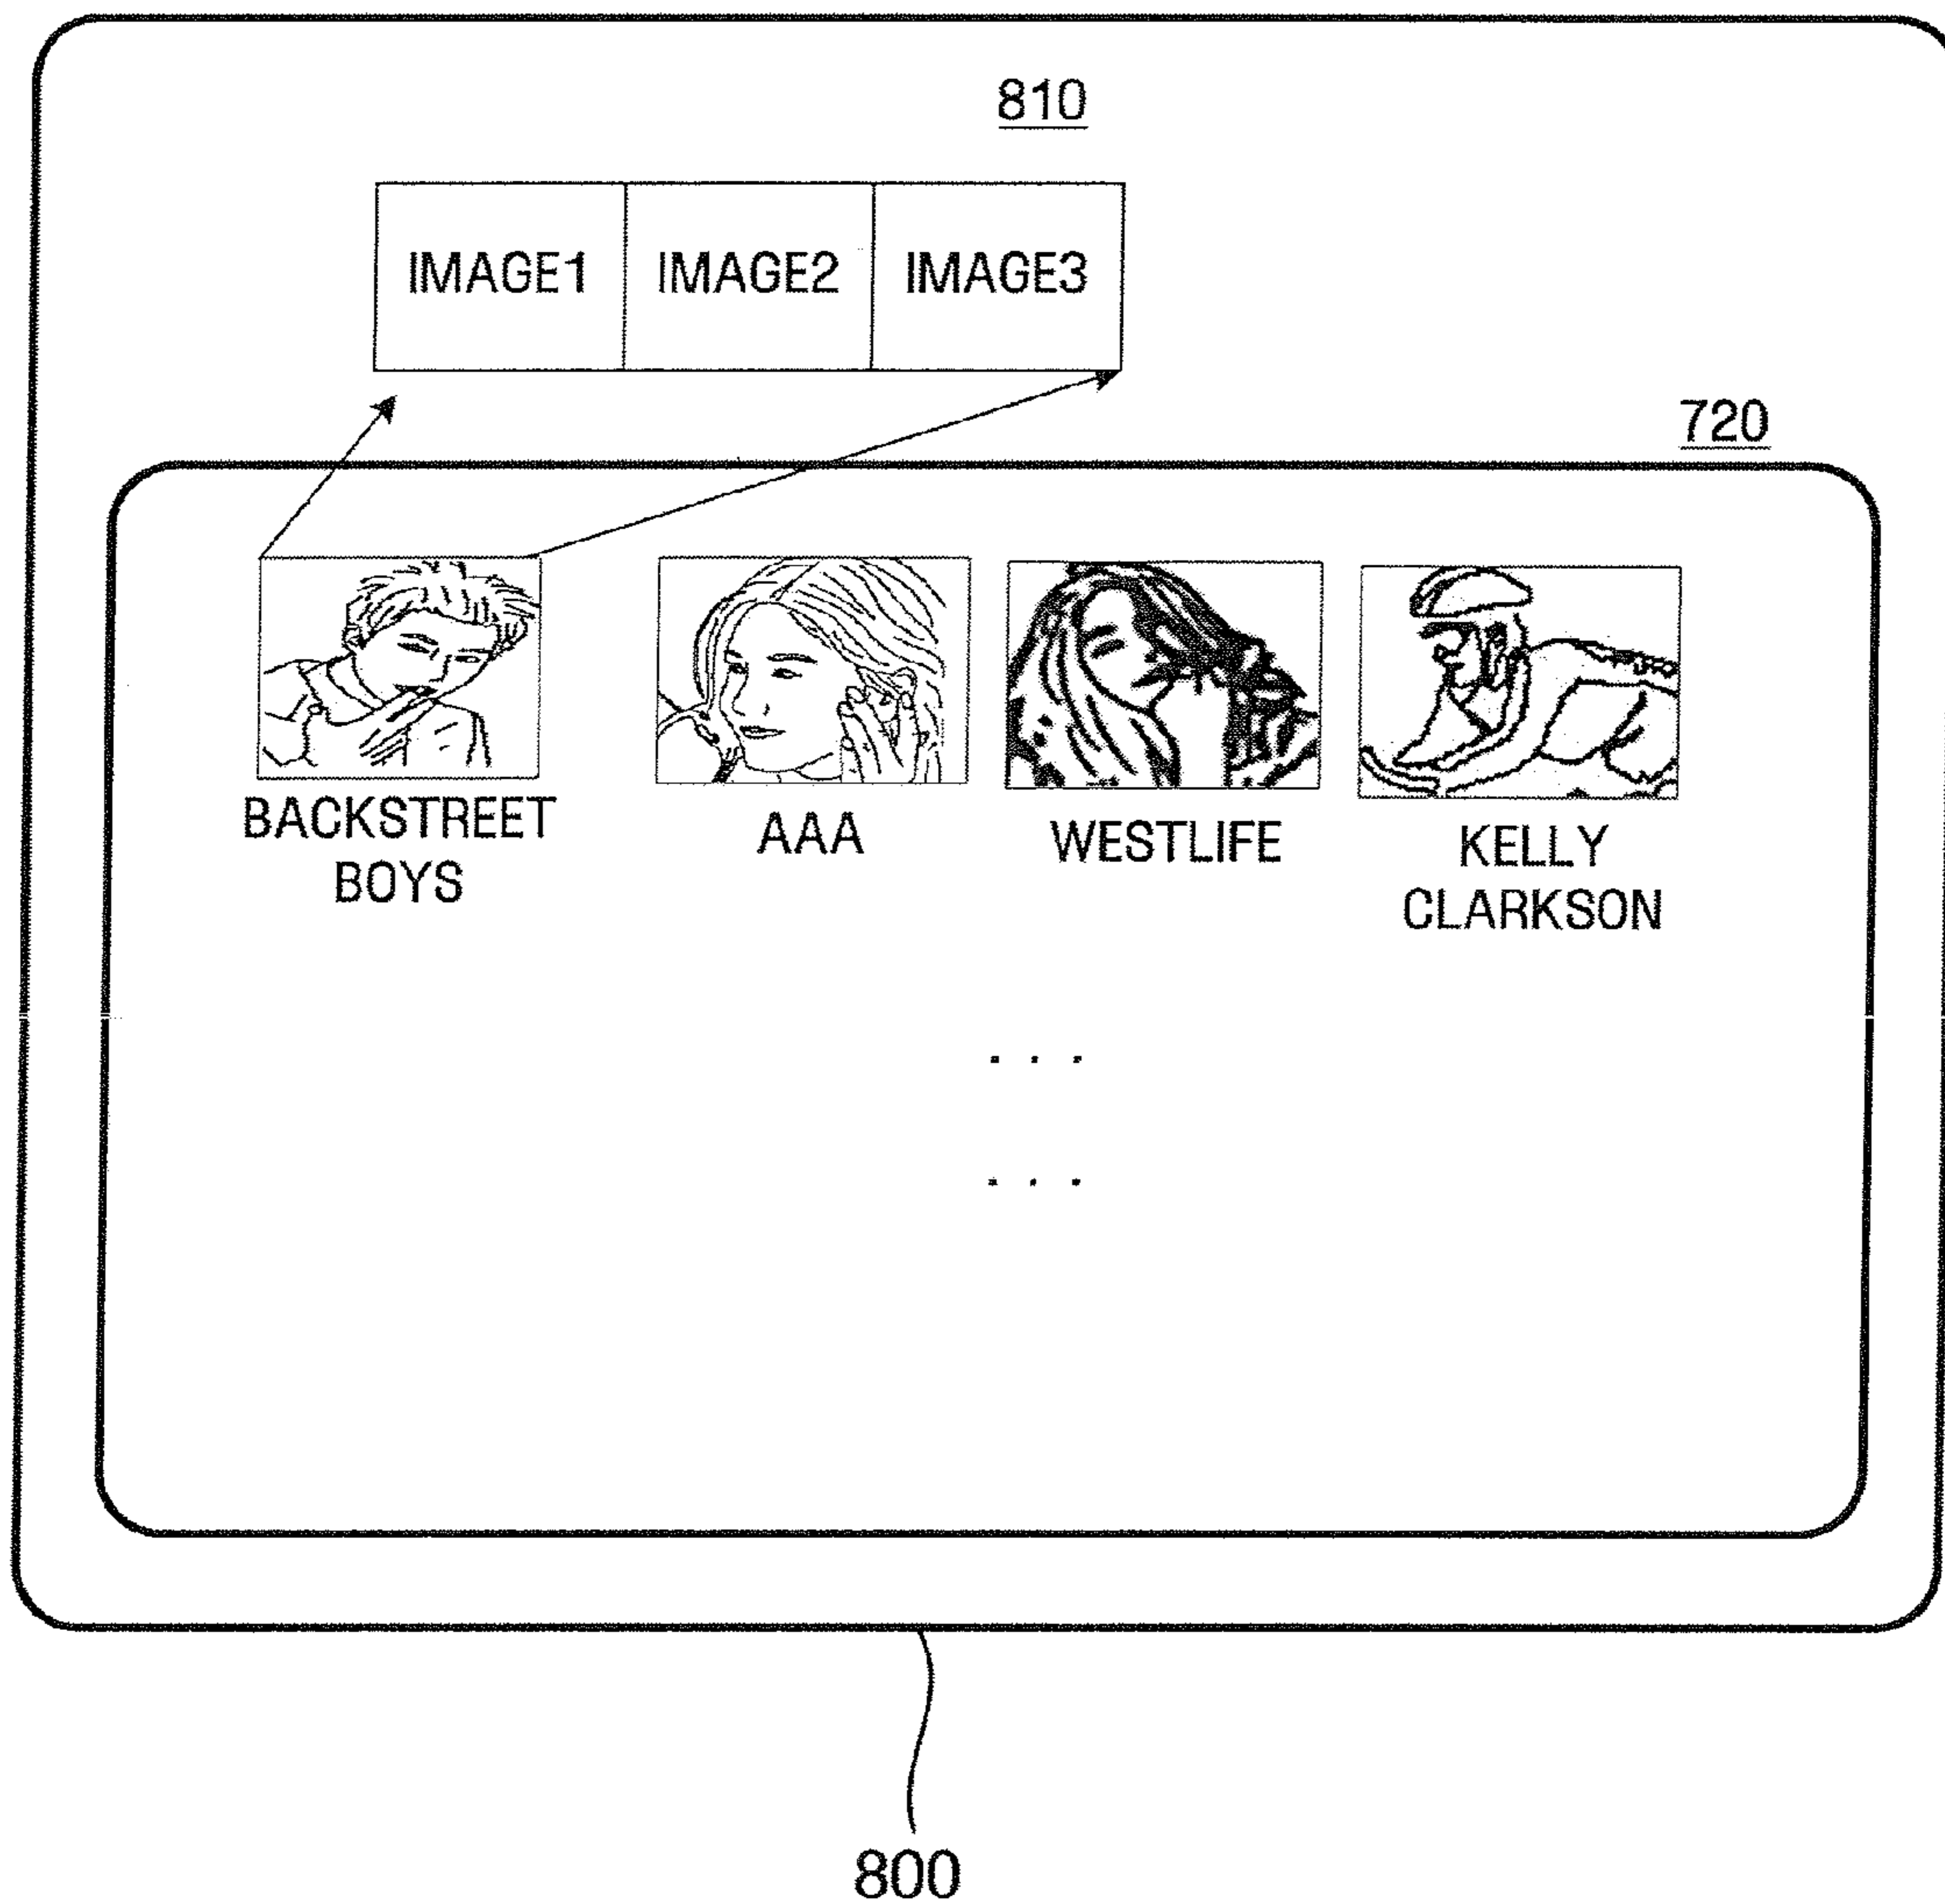 810
IMAGE1 IMAGE2 IMAGE3
720
BACKSTREET
BOYS
AAA
WESTLIFE
KELLY
CLARKSON
. . .
. . .
800